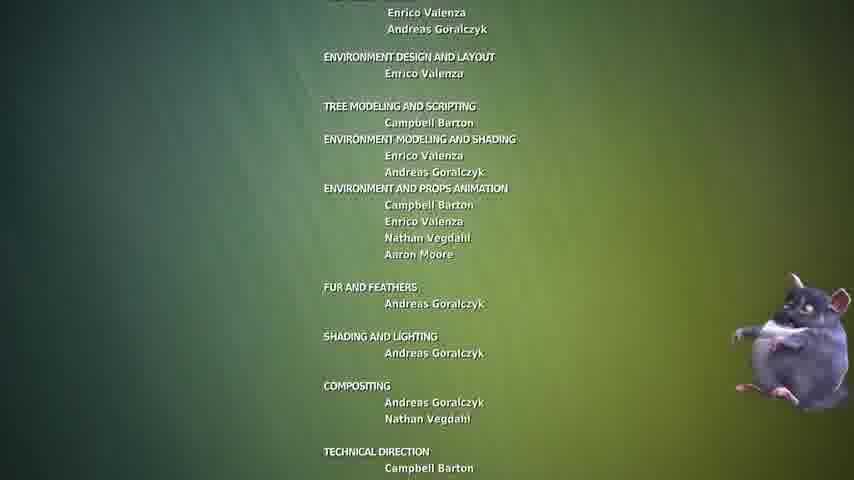 Enrico Valenza
Andreas Goralczyk
ENVIRONMENT DESIGN AND LAYOUT
Enrico Valenza
TREE MODELING AND SCRIPTING
Campbell Barton
ENVIRONMENT MODELING AND SHADING
Enrico Valenza
Andreas Goralczyk
ENVIRONMENT AND PROPS ANIMATION
Campbell Barton
Enrico Valenza
Nathan Vegdahl
Aaron Moore
FUR AND FEATHERS
Andreas Goralczyk
SHADING AND LIGHTING
Andreas Goralczyk
COMPOSITING
Andreas Goralczyk
Nathan Vegdahl
TECHNICAL DIRECTION
Campbell Barton